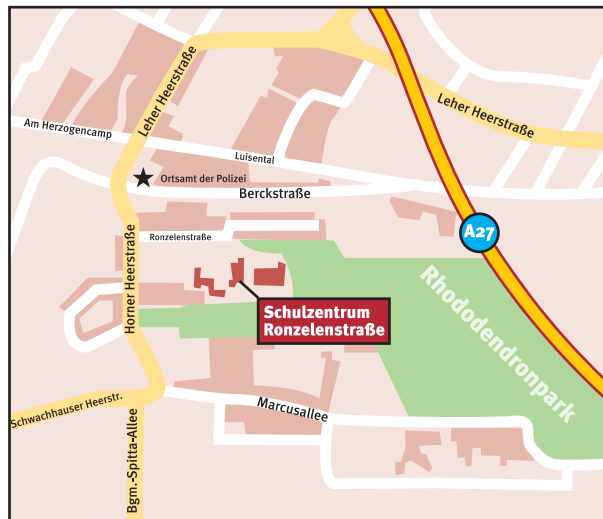 Leher Heerstraße
Leher Heerstraße
Am Herzogencamp
Luisental
Ortsamt der Polizei
Berckstraße
Ronzelenstraße
A27
Horner Heerstraße
Schulzentrum
Ronzelenstraße
Rhododendronpark
Schwachhauser Heerstr.
Marcusallee
Bgm.-Spitta-Allee